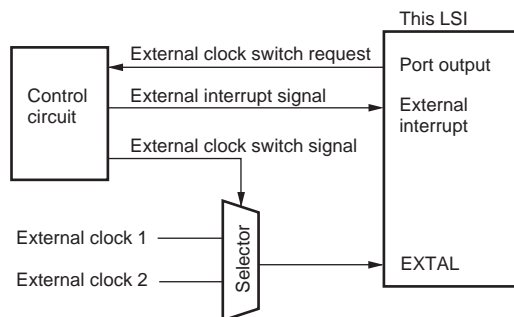 This LSI
External clock switch request
Port output
Control
circuit
External interrupt signal
External
interrupt
External clock switch signal
External clock 1
External clock 2
Selector
EXTAL